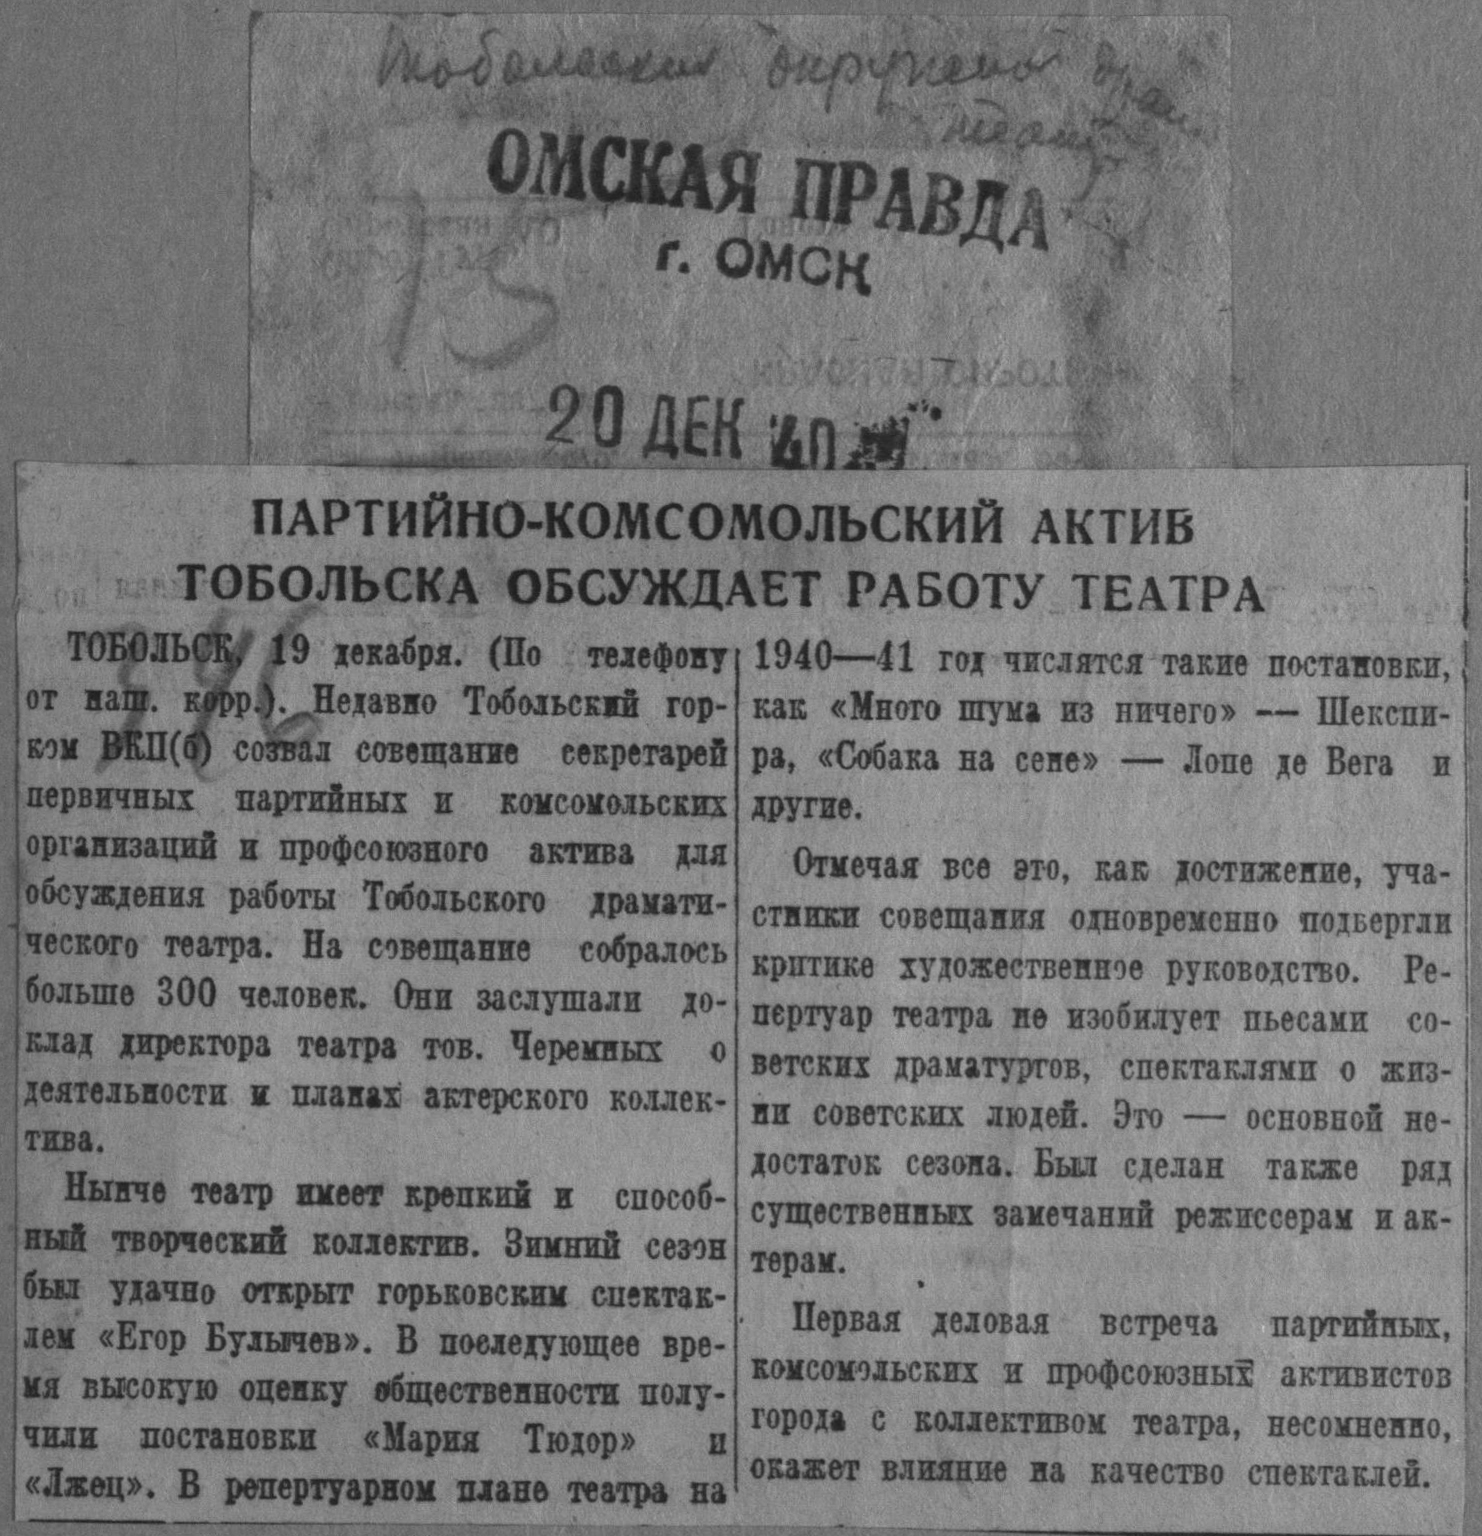 Тобольский окружной драм.
театр
ОМСКАЯ ПРАВДА
г. ОМСК
15
20 ДЕК 40
ПАРТИЙНО-КОМСОМОЛЬСКИЙ АКТИВ
ТОБОЛЬСКА ОБСУЖДАЕТ РАБОТУ ТЕАТРА
ТОБОЛЬСК, 19 декабря. (По телефону
от наш. корр.). Недавно Тобольский гор-
ком ВКП(б) созвал совещание секретарей
первичных партийных и комсомольских
организаций и профсоюзного актива для
обсуждения работы Тобольского драмати-
ческого театра. На совещание собралось
больше 300 человек. Они заслушали до-
клад директора театра тов. Черемных о
деятельности и планах актерского коллек-
тива.
Нынче театр имеет крепкий и способ-
ный творческий коллектив. Зимний сезон
был удачно открыт горьковским спектак-
лем «Егор Булычев». В последующее вре-
мя высокую оценку общественности полу-
чили постановки «Мария Тюдор» и
«Лжец». В репертуарном плане театра на
1940—41 год числятся такие постановки,
как «Много шума из ничего» — Шекспи-
ра, «Собака на сене» — Лопе де Вега и
другие.
Отмечая все это, как достижение, уча-
стники совещания одновременно подвергли
критике художественное руководство. Ре-
пертуар театра не изобилует пьесами со-
ветских драматургов, спектаклями о жиз-
ни советских людей. Это — основной не-
достаток сезона. Был сделан также ряд
существенных замечаний режиссерам и ак-
терам.
Первая деловая встреча партийных,
комсомольских и профсоюзных активистов
города с коллективом театра, несомненно,
окажет влияние на качество спектаклей.